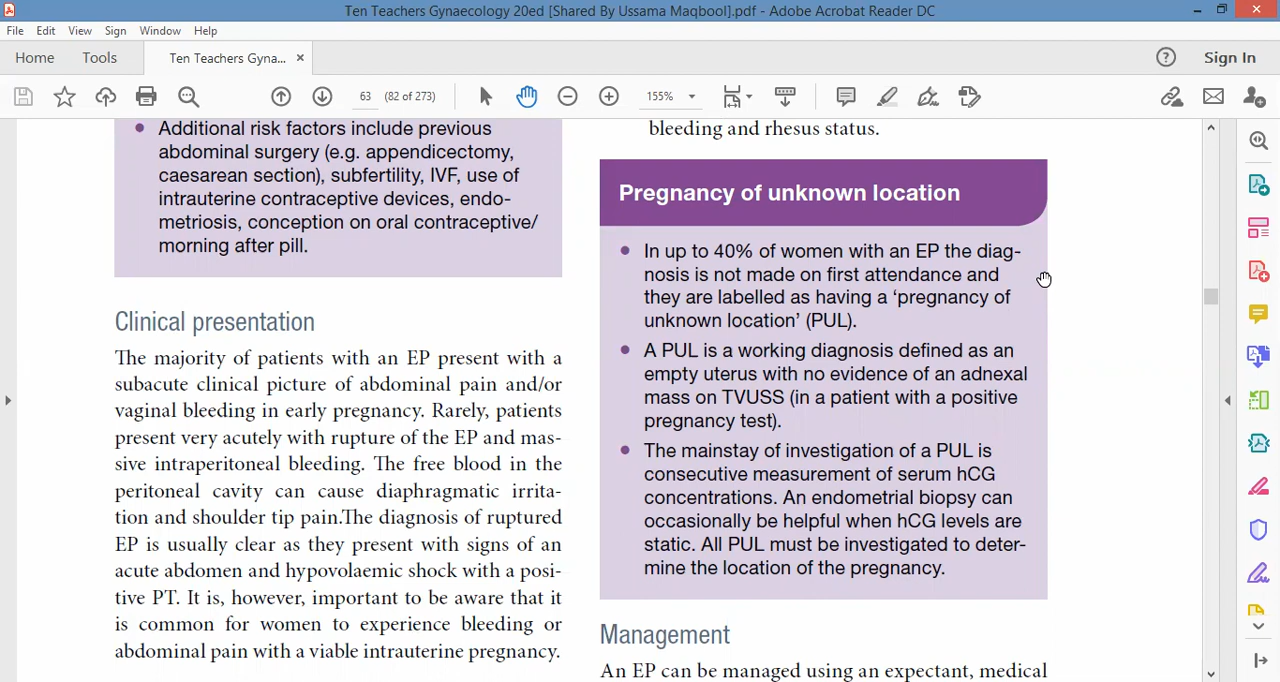 Ten Teachers Gynaecology 20ed [Shared By Ussama Maqbool].pdf - Adobe Acrobat Reader DC
File Edit View Sign Window Help
Home Tools Ten Teachers Gyna... × Sign In
63 (82 of 273) 155%
• Additional risk factors include previous
abdominal surgery (e.g. appendicectomy,
caesarean section), subfertility, IVF, use of
intrauterine contraceptive devices, endo-
metriosis, conception on oral contraceptive/
morning after pill.
Clinical presentation
The majority of patients with an EP present with a
subacute clinical picture of abdominal pain and/or
vaginal bleeding in early pregnancy. Rarely, patients
present very acutely with rupture of the EP and mas-
sive intraperitoneal bleeding. The free blood in the
peritoneal cavity can cause diaphragmatic irrita-
tion and shoulder tip pain.The diagnosis of ruptured
EP is usually clear as they present with signs of an
acute abdomen and hypovolaemic shock with a posi-
tive PT. It is, however, important to be aware that it
is common for women to experience bleeding or
abdominal pain with a viable intrauterine pregnancy.
bleeding and rhesus status.
Pregnancy of unknown location
• In up to 40% of women with an EP the diag-
nosis is not made on first attendance and
they are labelled as having a ‘pregnancy of
unknown location’ (PUL).
• A PUL is a working diagnosis defined as an
empty uterus with no evidence of an adnexal
mass on TVUSS (in a patient with a positive
pregnancy test).
• The mainstay of investigation of a PUL is
consecutive measurement of serum hCG
concentrations. An endometrial biopsy can
occasionally be helpful when hCG levels are
static. All PUL must be investigated to deter-
mine the location of the pregnancy.
Management
An EP can be managed using an expectant, medical